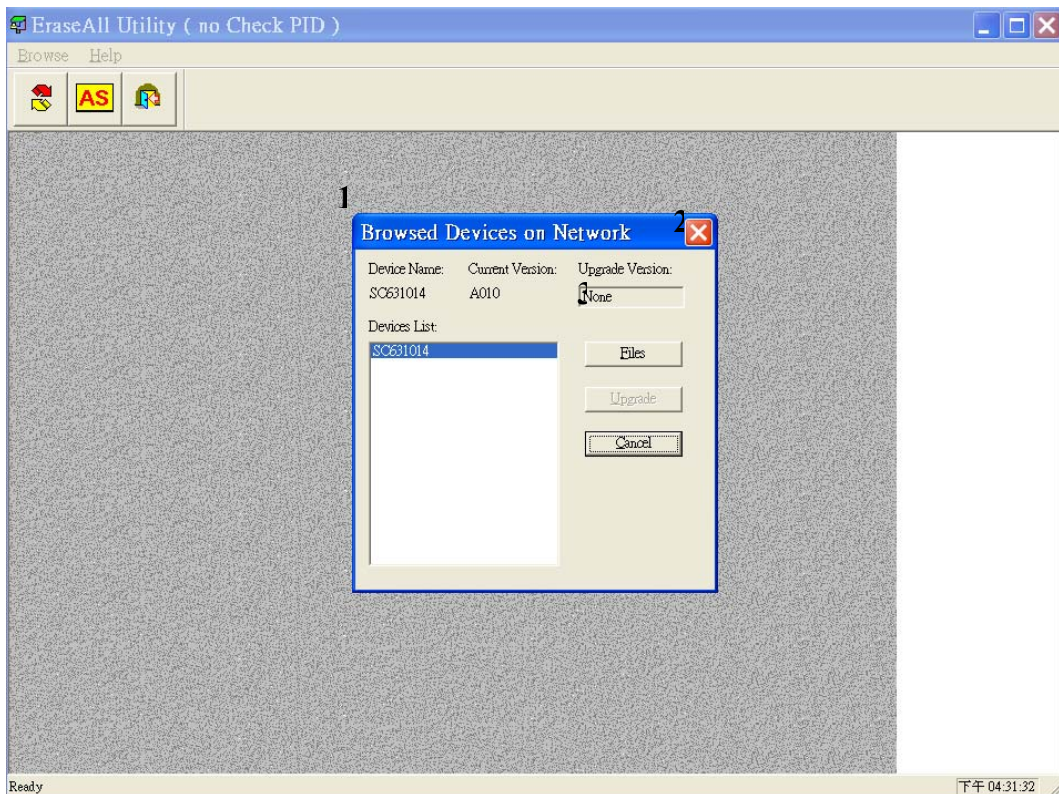 EraseAll Utility ( no Check PID )
Browse Help
AS
1
2
Browsed Devices on Network
Device Name: Current Version: Upgrade Version:
SC631014 A010 None
Devices List:
SC631014
Files
Upgrade
Cancel
Ready 下午 04:31:32